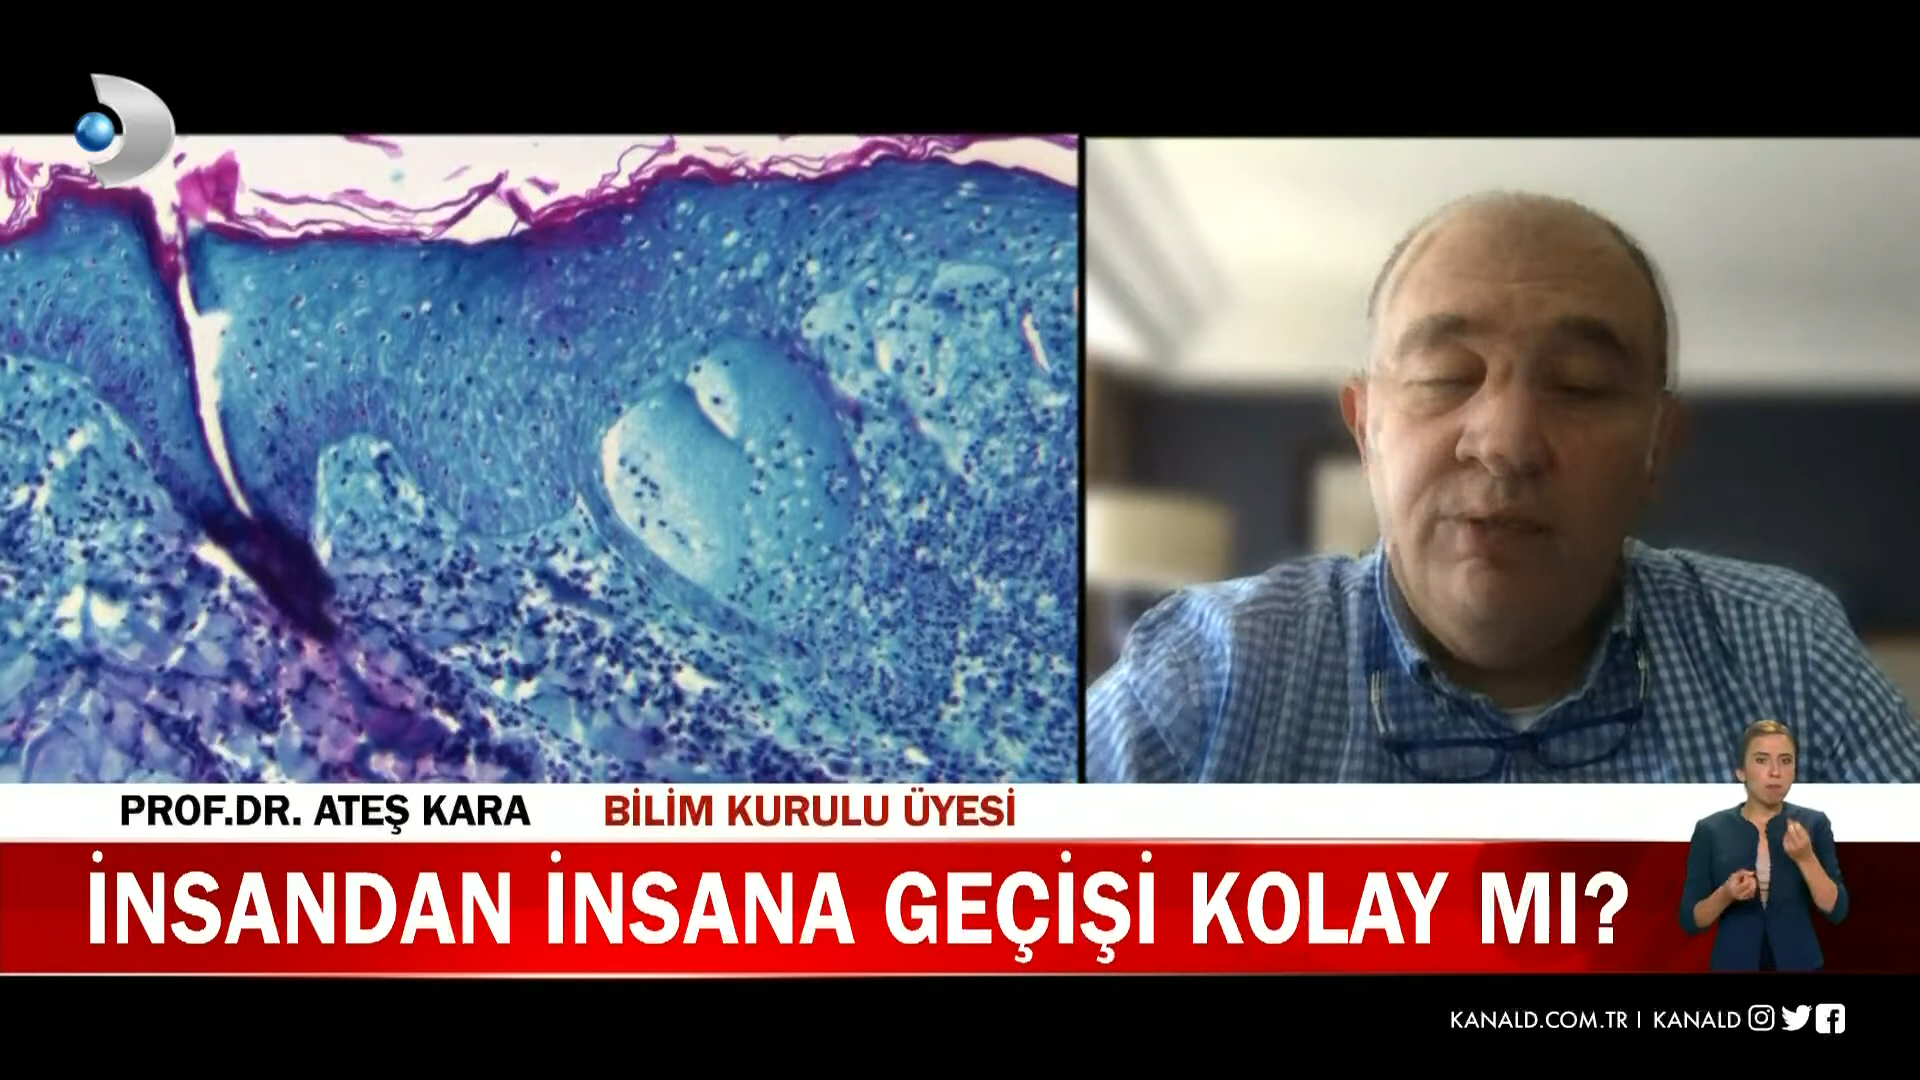 PROF.DR. ATEŞ KARA BİLİM KURULU ÜYESİ
İNSANDAN İNSANA GEÇİŞİ KOLAY MI?
KANALD.COM.TR | KANALD